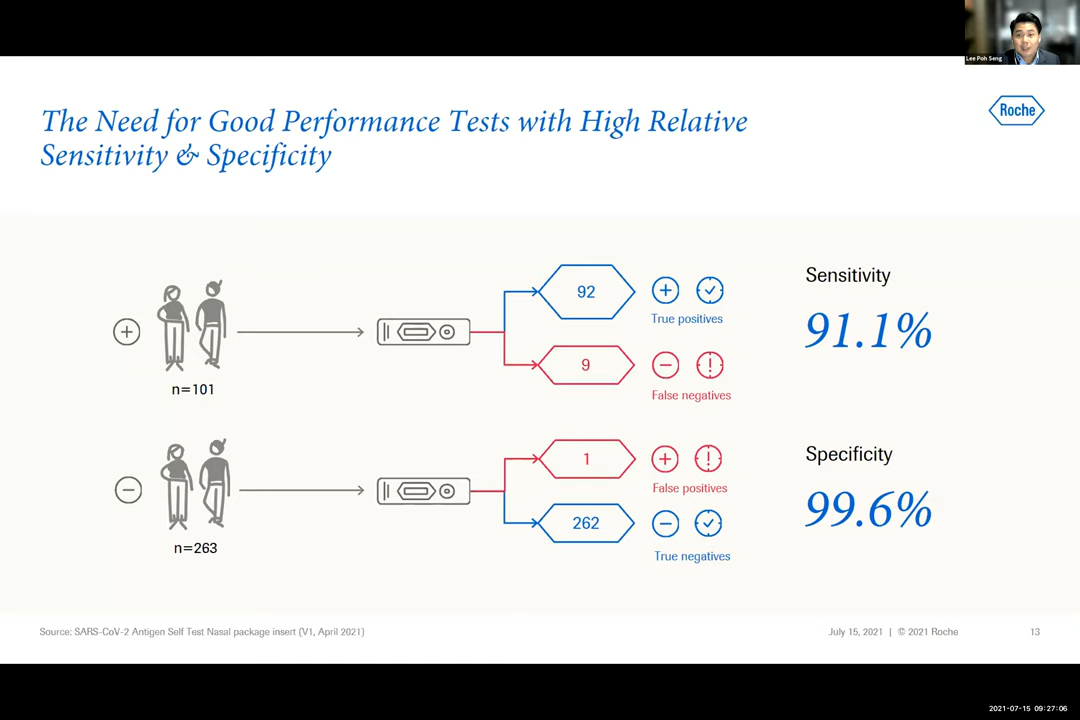 Lee Poh Seng
The Need for Good Performance Tests with High Relative
Sensitivity & Specificity
Roche
92
True positives
9
False negatives
n=101
Sensitivity
91.1%
1
False positives
262
True negatives
n=263
Specificity
99.6%
Source: SARS-CoV-2 Antigen Self Test Nasal package insert (V1, April 2021)
July 15, 2021 | © 2021 Roche 13
2021-07-15 09:27:06